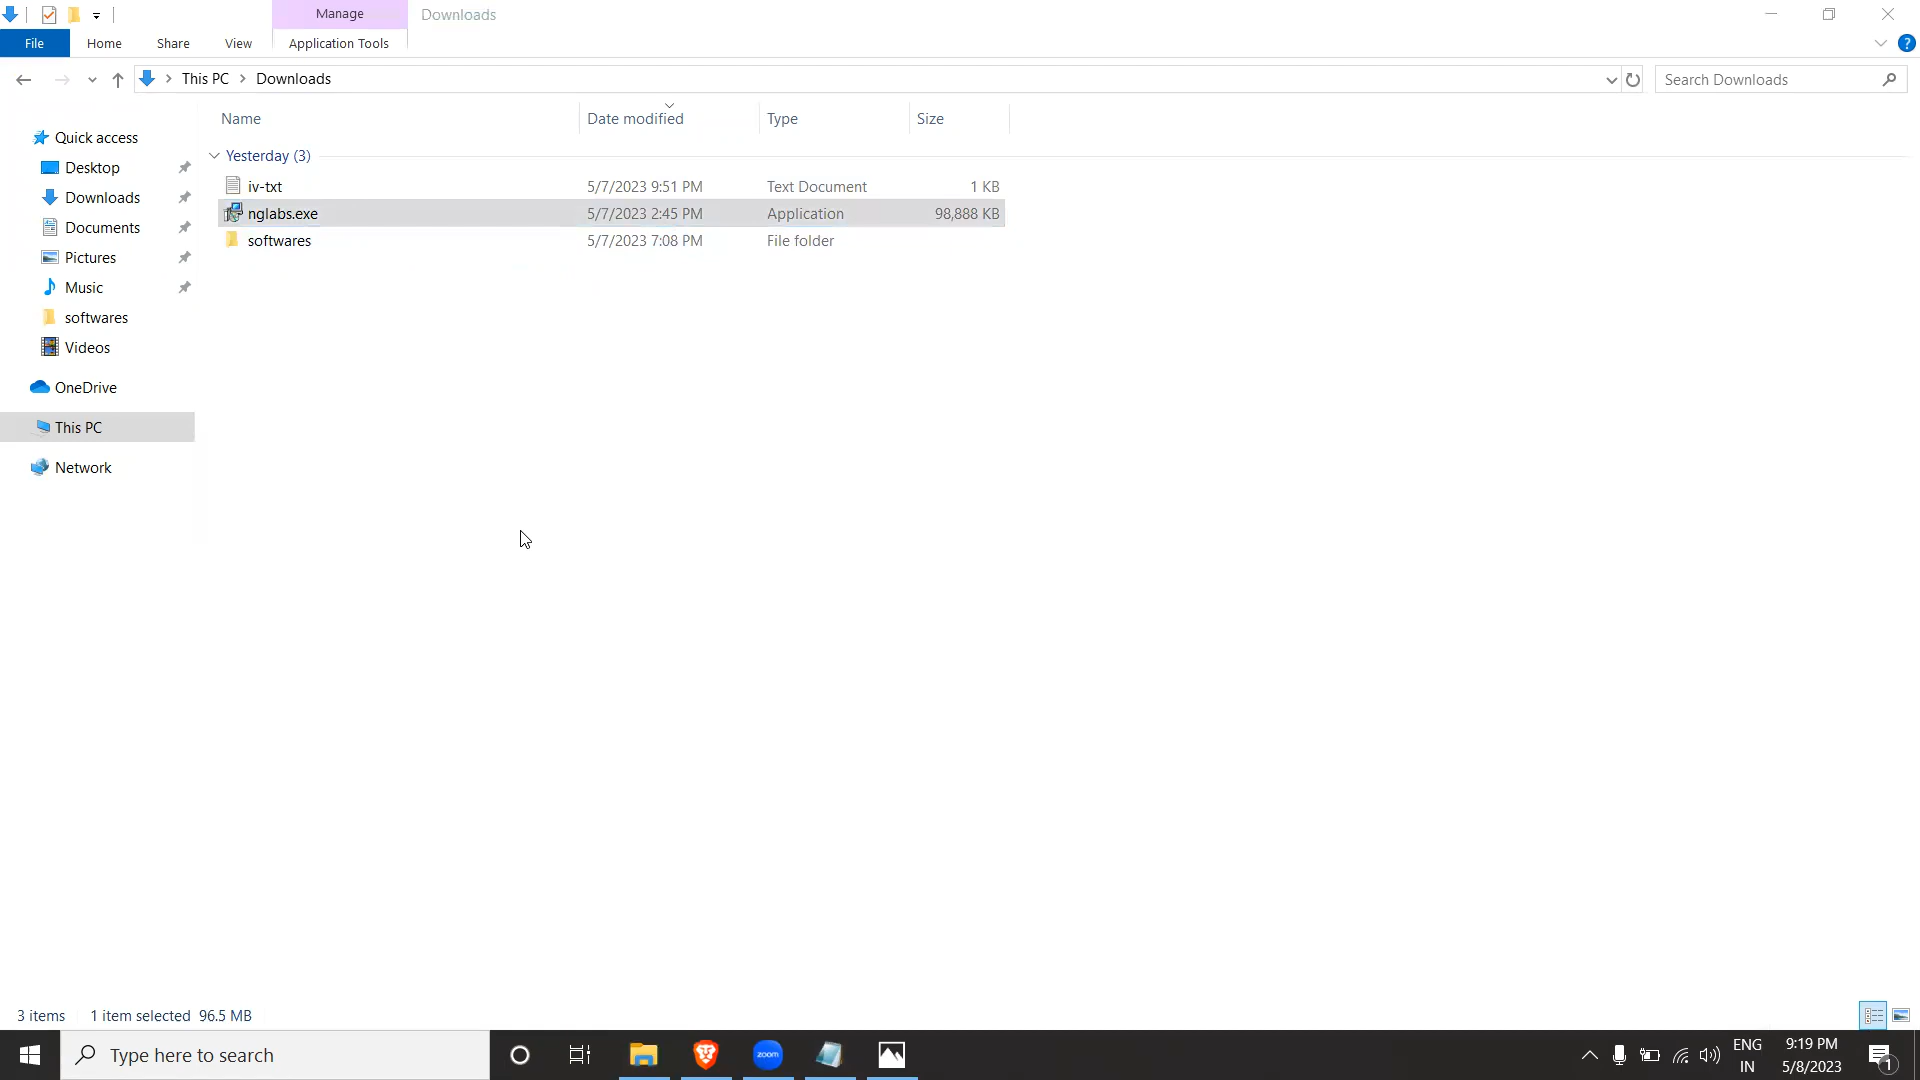 Manage
Downloads
File
Home
Share
View
Application Tools
This PC
Downloads
Search Downloads
Name
Date modified
Type
Size
Quick access
Desktop
Downloads
Documents
Pictures
Music
softwares
Videos
OneDrive
This PC
Network
Yesterday (3)
iv-txt 5/7/2023 9:51 PM Text Document 1 KB
nglabs.exe 5/7/2023 2:45 PM Application 98,888 KB
softwares 5/7/2023 7:08 PM File folder
3 items 1 item selected 96.5 MB
Type here to search
zoom
ENG
IN
9:19 PM
5/8/2023
1